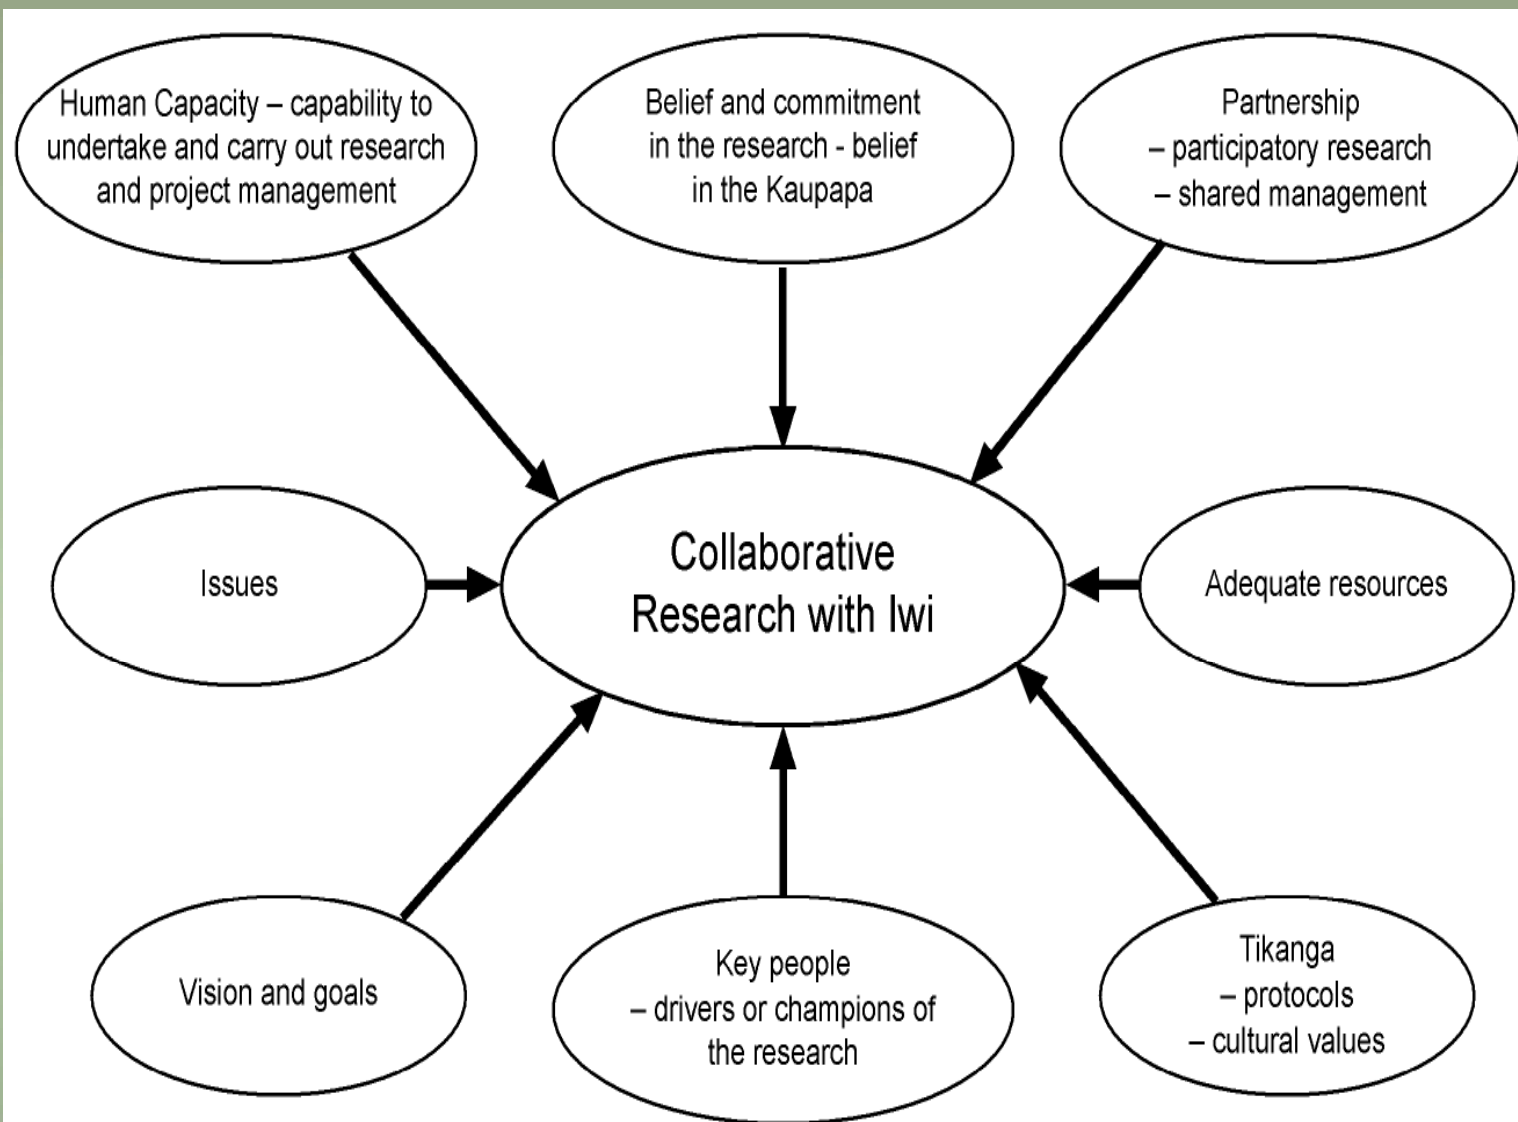 Human Capacity – capability to
undertake and carry out research
and project management
Belief and commitment
in the research - belief
in the Kaupapa
Partnership
– participatory research
– shared management
Issues
Collaborative
Research with Iwi
Adequate resources
Vision and goals
Key people
– drivers or champions of
the research
Tikanga
– protocols
– cultural values